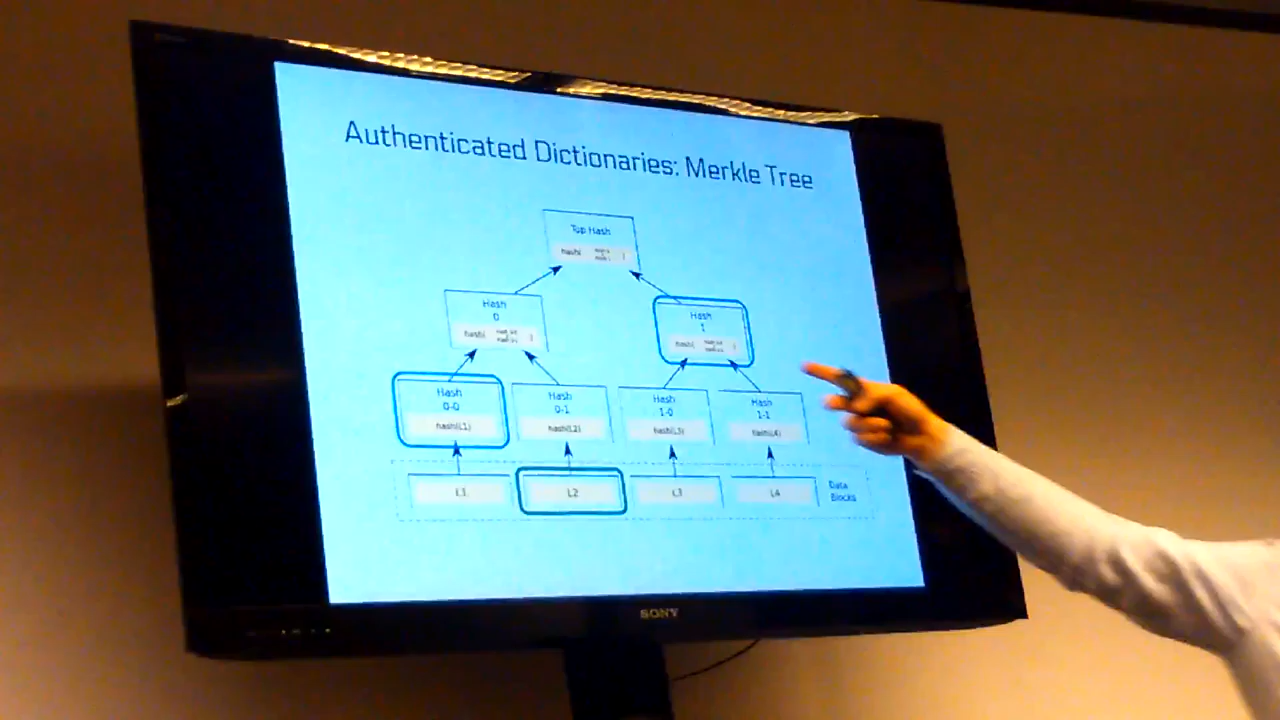 Authenticated Dictionaries: Merkle Tree
Top Hash
hash( )
Hash
0
hash( )
Hash
1
hash( )
Hash
0-0
hash(L1)
Hash
0-1
hash(L2)
Hash
1-0
hash(L3)
Hash
1-1
hash(L4)
L1
L2
L3
L4
Data
Blocks
SONY